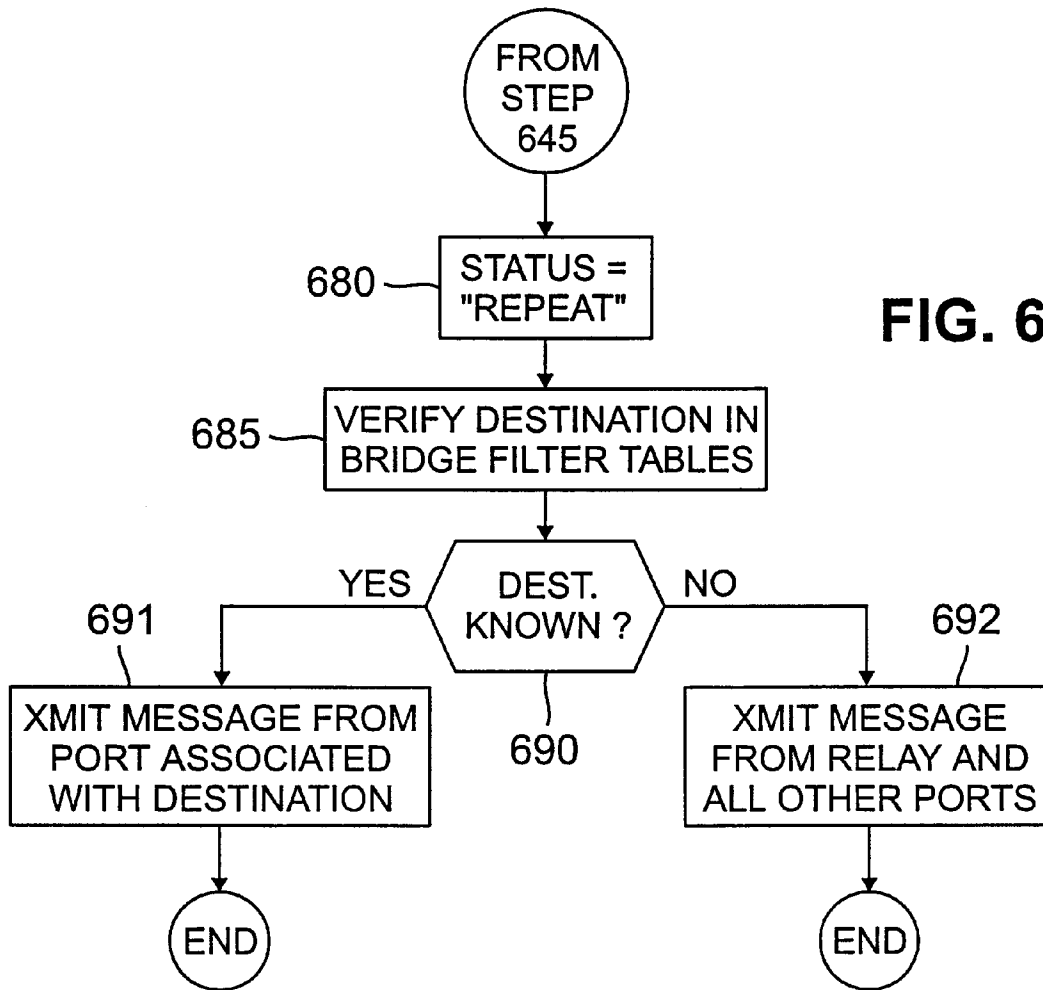 FROM
STEP
645
680
STATUS =
"REPEAT"
FIG. 6
685
VERIFY DESTINATION IN
BRIDGE FILTER TABLES
YES
DEST.
KNOWN ?
NO
691
692
690
XMIT MESSAGE FROM
PORT ASSOCIATED
WITH DESTINATION
XMIT MESSAGE
FROM RELAY AND
ALL OTHER PORTS
END
END